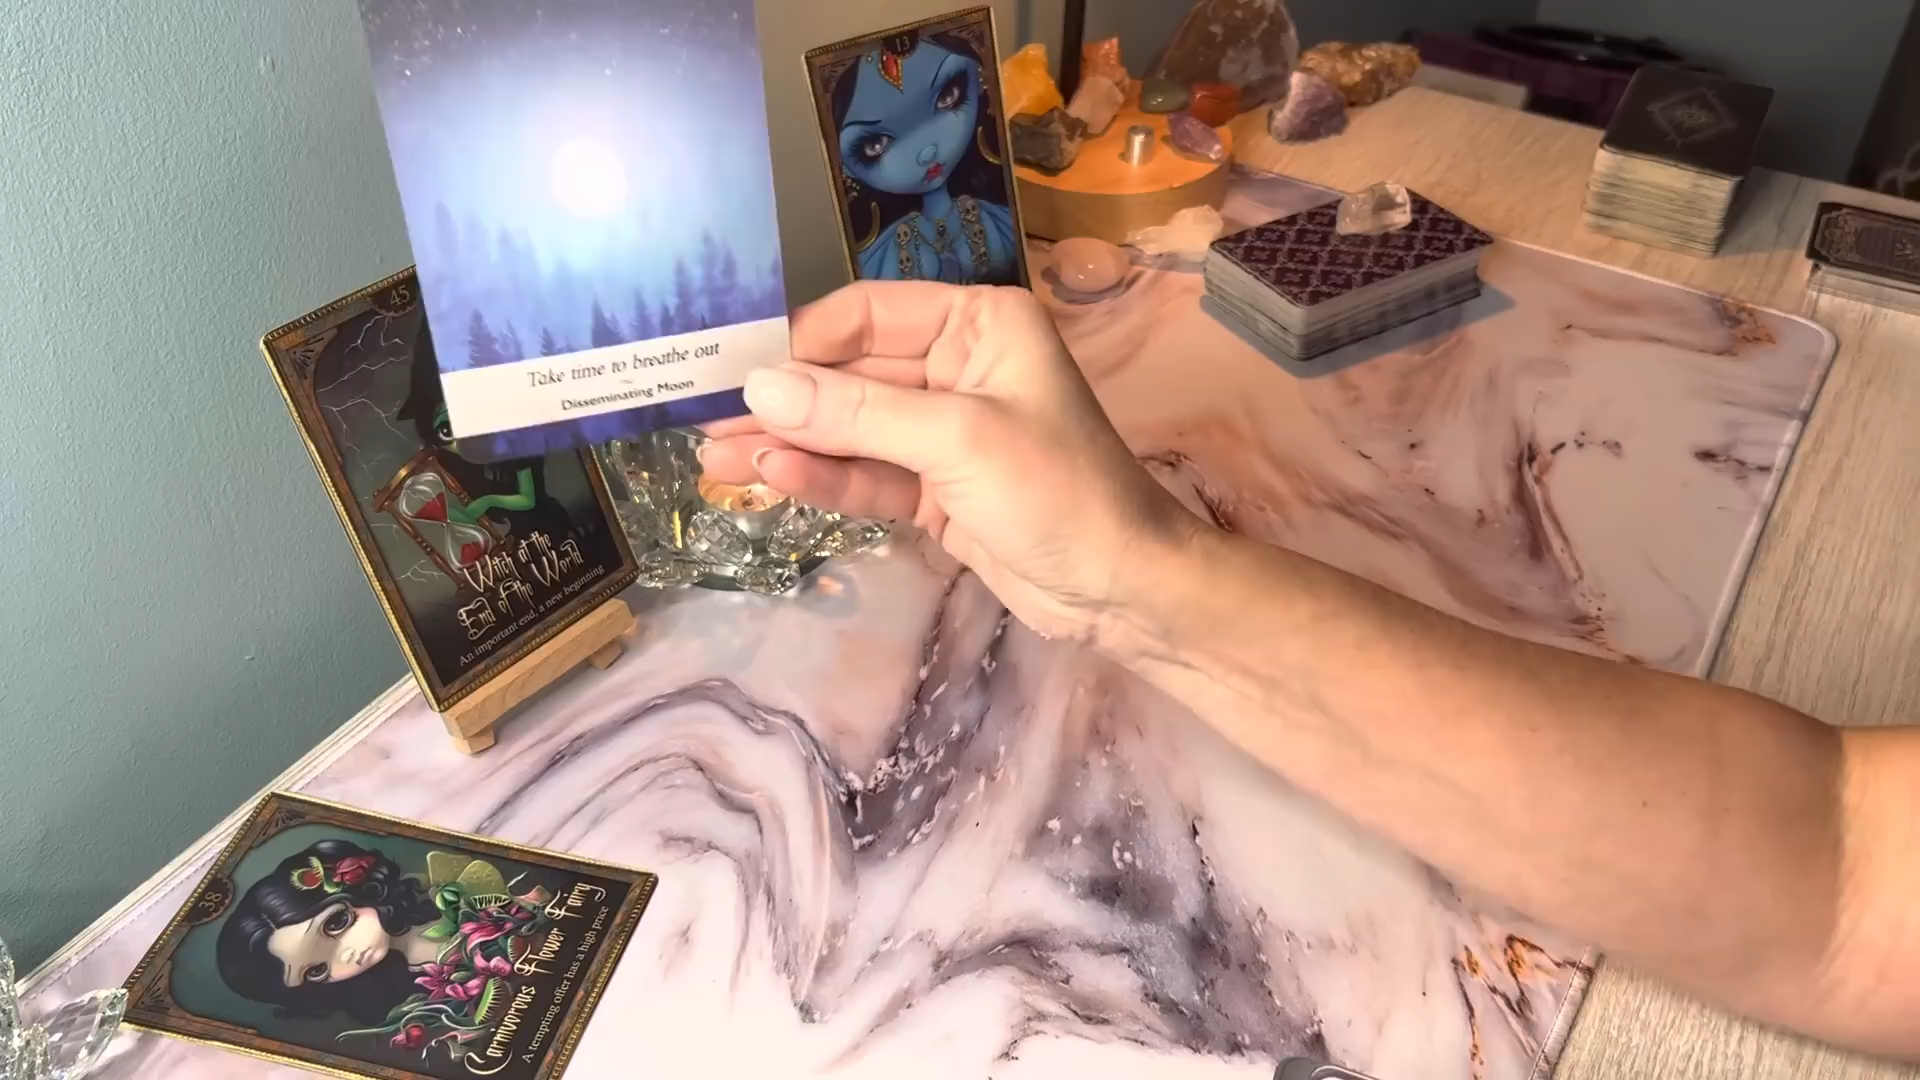 13
Take time to breathe out
Disseminating Moon
45
Witch at the
End of the World
An important end, a new beginning
38
Carnivorous Flower Fairy
A tempting offer has a high price